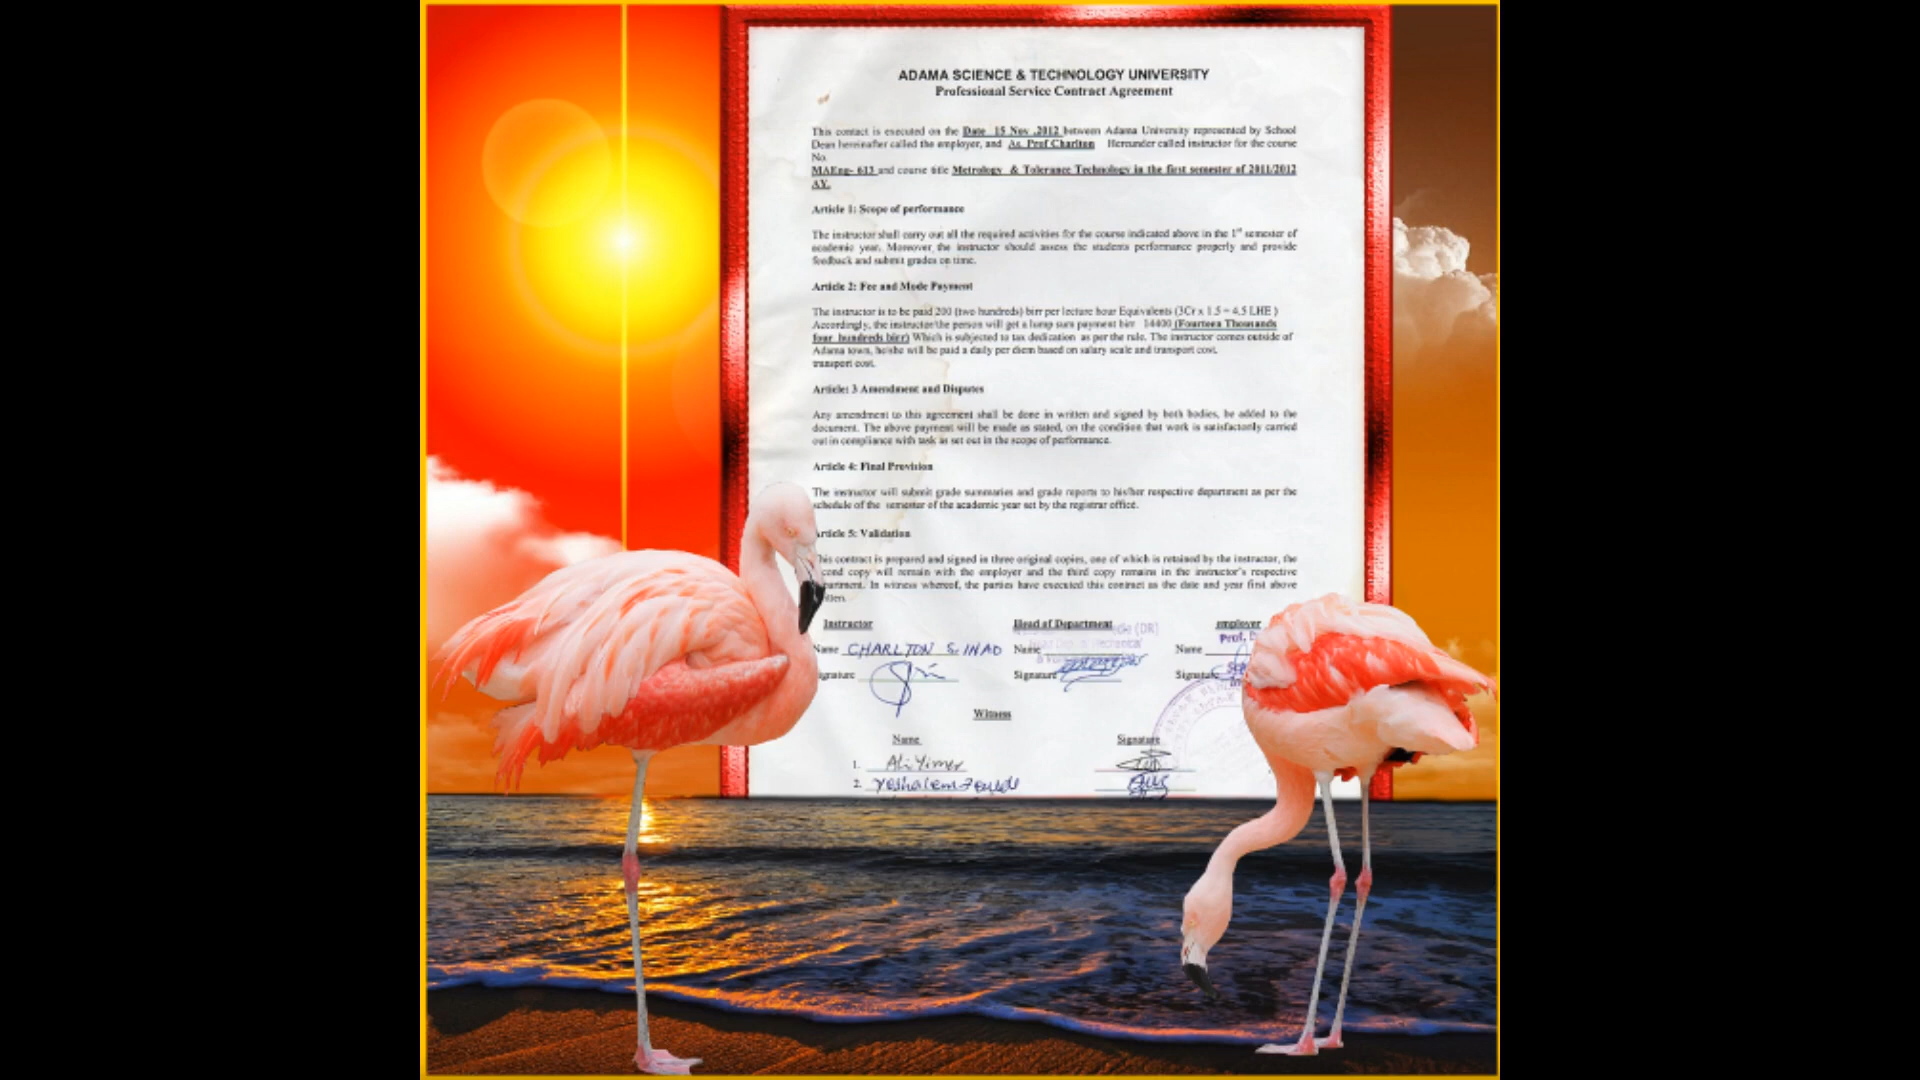 ADAMA SCIENCE & TECHNOLOGY UNIVERSITY
Professional Service Contract Agreement
This contact is executed on the Date 15 Nov .2012 between Adama University represented by School
Dean hereinafter called the employer, and As. Prof Charlton Hereunder called instructor for the course
No.
MAEng- 613 and course title Metrology & Tolerance Technology in the first semester of 2011/2012
AY.
Article 1: Scope of performance
The instructor shall carry out all the required activities for the course indicated above in the 1st semester of
academic year. Moreover, the instructor should assess the students performance properly and provide
feedback and submit grades on time.
Article 2: Fee and Mode Payment
The instructor is to be paid 200 (two hundreds) birr per lecture hour Equivalents (3Cr x 1.5 = 4.5 LHE )
Accordingly, the instructor/the person will get a lump sum payment birr 14400 (Fourteen Thousands
four hundreds birr) Which is subjected to tax dedication as per the rule. The instructor comes outside of
Adama town, he/she will be paid a daily per diem based on salary scale and transport cost.
transport cost.
Article: 3 Amendment and Disputes
Any amendment to this agreement shall be done in written and signed by both bodies, be added to the
document. The above payment will be made as stated, on the condition that work is satisfactorily carried
out in compliance with task as set out in the scope of performance.
Article 4: Final Provision
The instructor will submit grade summaries and grade reports to his/her respective department as per the
schedule of the semester of the academic year set by the registrar office.
Article 5: Validation
This contract is prepared and signed in three original copies, one of which is retained by the instructor, the
cond copy will remain with the employer and the third copy remains in the instructor's respective
partment. In witness whereof, the parties have executed this contract as the date and year first above
itten.
Instructor Head of Department employer
Name CHARLTON S. INAO Name Name Prof.
ignature Signature Signature
Witness
Name Signature
1. Ali Yimer
2.